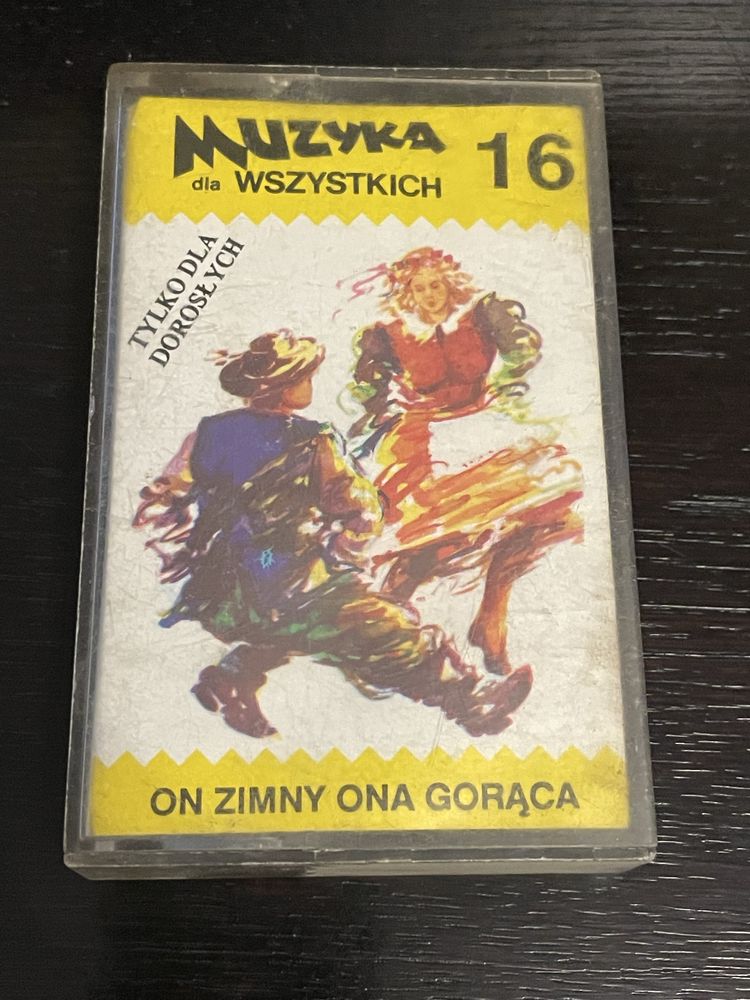 MUZYKA 16
dla WSZYSTKICH
TYLKO DLA
DOROSŁYCH
ON ZIMNY ONA GORĄCA